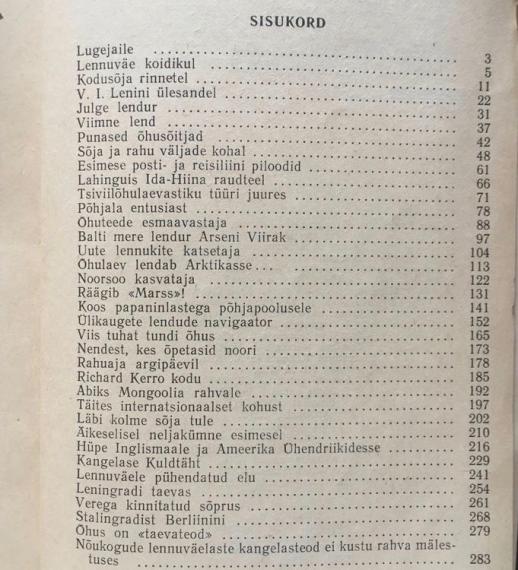 SISUKORD
Lugejaile 3
Lennuväe koidikul 5
Kodusõja rinnetel 11
V. I. Lenini ülesandel 22
Julge lendur 31
Viimne lend 37
Punased õhusõitjad 42
Sõja ja rahu väljade kohal 48
Esimese posti- ja reisiliini piloodid 61
Lahinguis Ida-Hiina raudteel 66
Tsiviilõhulaevastiku tüüri juures 71
Põhjala entusiast 78
Õhuteede esmaavastaja 88
Balti mere lendur Arseni Viirak 97
Uute lennukite katsetaja 104
Õhulaev lendab Arktikasse... 113
Noorsoo kasvataja 122
Räägib «Marss»! 131
Koos papaninlastega põhjapoolusele 141
Ülikaugete lendude navigaator 152
Viis tuhat tundi õhus 165
Nendest, kes õpetasid noori 173
Rahuaja argipäevil 178
Richard Kerro kodu 185
Abiks Mongoolia rahvale 192
Täites internatsionaalset kohust 197
Läbi kolme sõja tule 202
Äikeselisel neljakümne esimesel 210
Hüpe Inglismaale ja Ameerika Ühendriikidesse 216
Kangelase Kuldtäht 229
Lennuväele pühendatud elu 241
Leningradi taevas 254
Verega kinnitatud sõprus 261
Stalingradist Berliinini 268
Õhus on «taevateod» 279
Nõukogude lennuväelaste kangelasteod ei kustu rahva mäles-
tuses 283